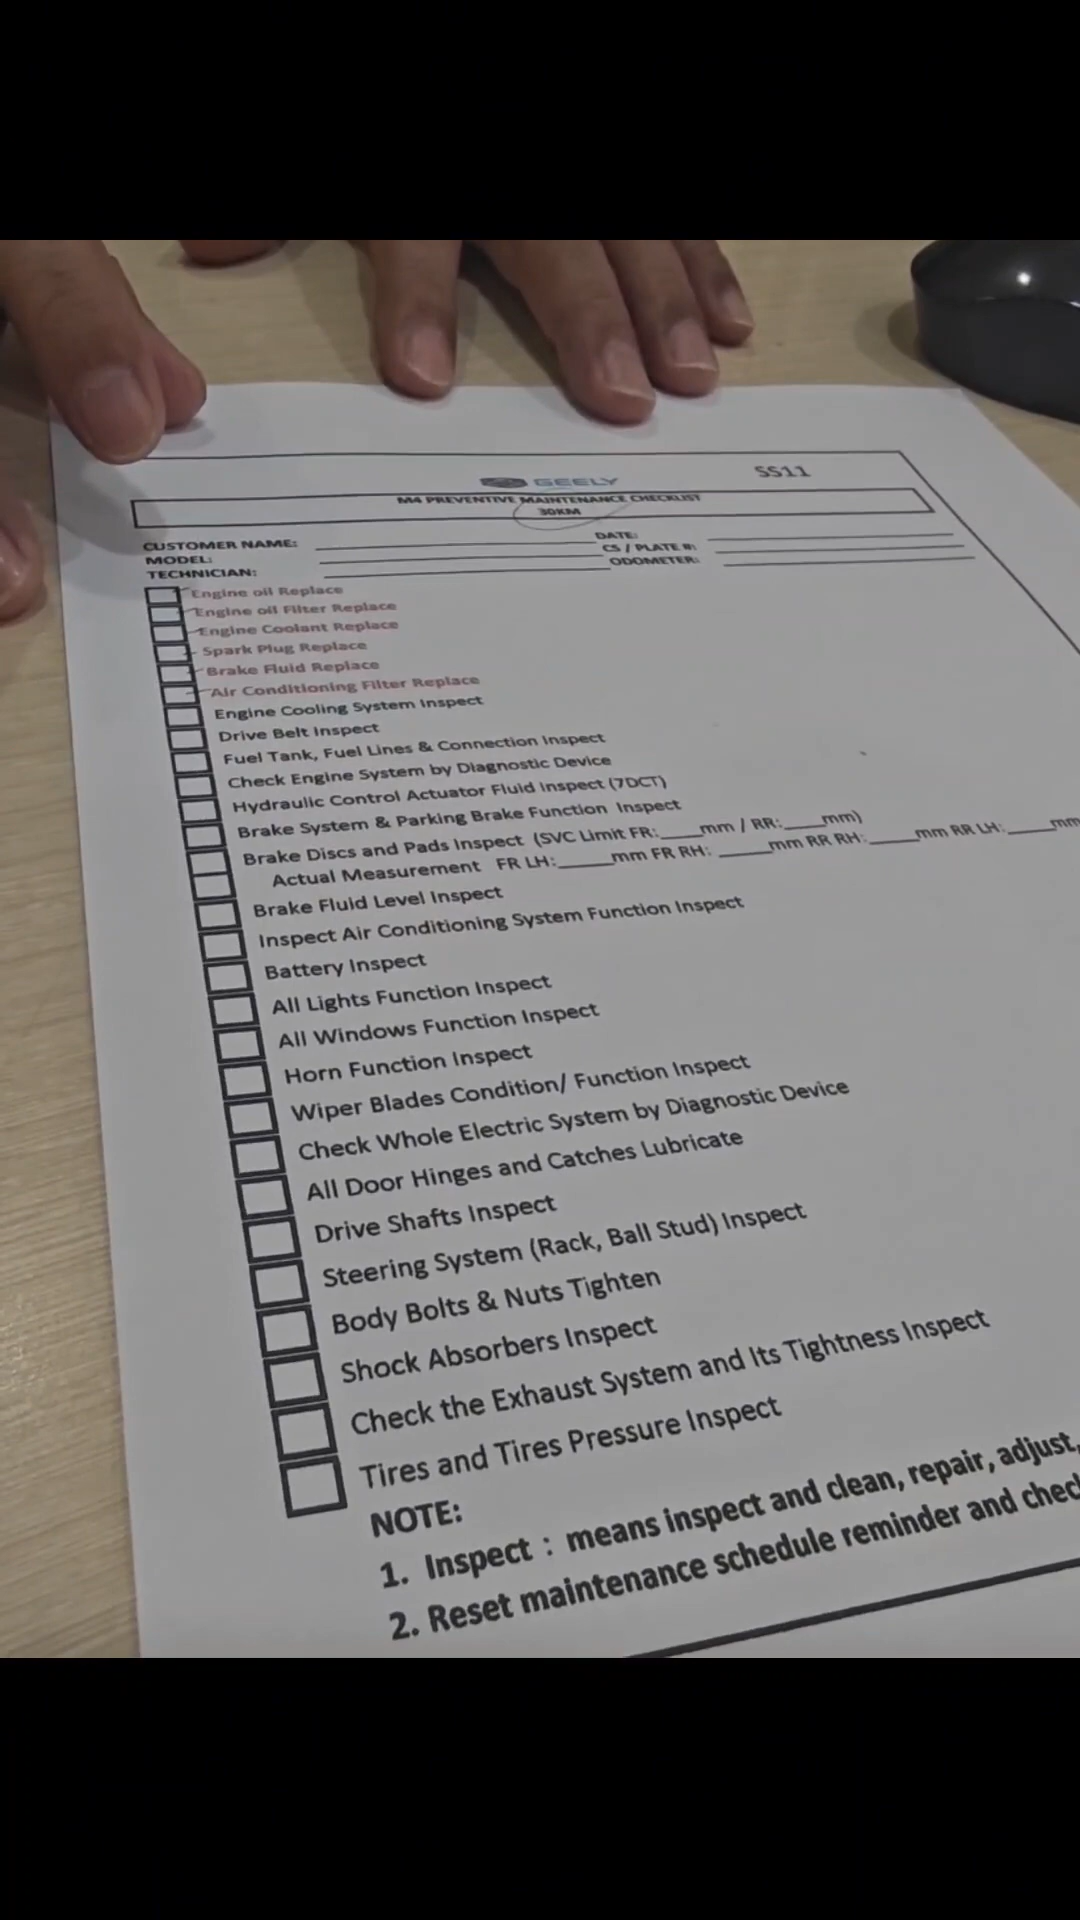 GEELY
SS11
M4 PREVENTIVE MAINTENANCE CHECKLIST
30KM
CUSTOMER NAME: DATE:
MODEL: CS / PLATE #:
TECHNICIAN: ODOMETER:
Engine oil Replace
Engine oil Filter Replace
Engine Coolant Replace
Spark Plug Replace
Brake Fluid Replace
Air Conditioning Filter Replace
Engine Cooling System Inspect
Drive Belt Inspect
Fuel Tank, Fuel Lines & Connection Inspect
Check Engine System by Diagnostic Device
Hydraulic Control Actuator Fluid Inspect (7DCT)
Brake System & Parking Brake Function Inspect
Brake Discs and Pads Inspect (SVC Limit FR:____mm / RR:____mm)
Actual Measurement FR LH:_____mm FR RH: _____mm RR RH:_____mm RR LH:_____mm
Brake Fluid Level Inspect
Inspect Air Conditioning System Function Inspect
Battery Inspect
All Lights Function Inspect
All Windows Function Inspect
Horn Function Inspect
Wiper Blades Condition/ Function Inspect
Check Whole Electric System by Diagnostic Device
All Door Hinges and Catches Lubricate
Drive Shafts Inspect
Steering System (Rack, Ball Stud) Inspect
Body Bolts & Nuts Tighten
Shock Absorbers Inspect
Check the Exhaust System and Its Tightness Inspect
Tires and Tires Pressure Inspect
NOTE:
1. Inspect : means inspect and clean, repair, adjust,
2. Reset maintenance schedule reminder and